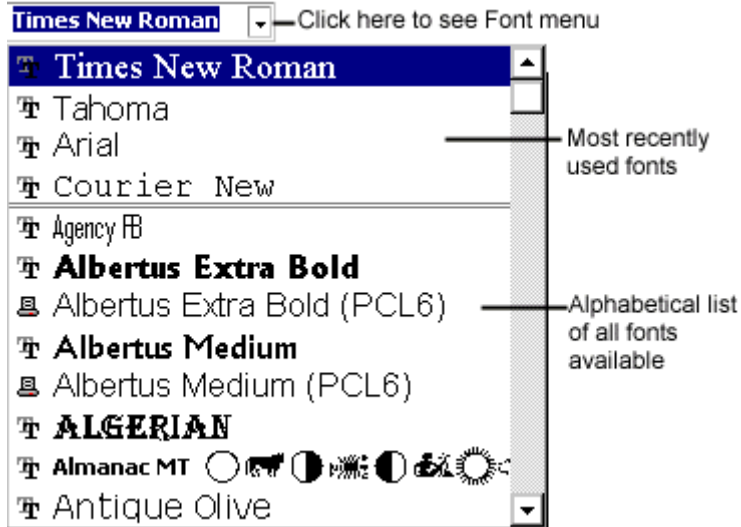 Times New Roman Click here to see Font menu
Times New Roman
Tahoma
Arial
Most recently
used fonts
Courier New
Agency FB
Albertus Extra Bold
Albertus Extra Bold (PCL6)
Alphabetical list
of all fonts
available
Albertus Medium
Albertus Medium (PCL6)
ALGERIAN
Almanac MT
Antique Olive